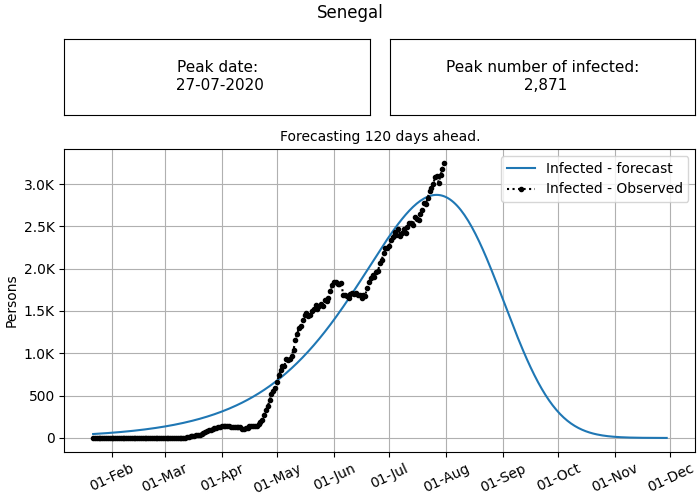 Senegal
Peak date:
27-07-2020
Peak number of infected:
2,871
Forecasting 120 days ahead.
Infected - forecast
Infected - Observed
Persons
3.0K
2.5K
2.0K
1.5K
1.0K
500
0
01-Feb
01-Mar
01-Apr
01-May
01-Jun
01-Jul
01-Aug
01-Sep
01-Oct
01-Nov
01-Dec